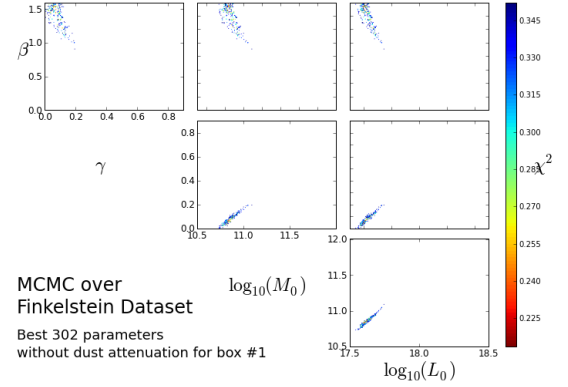 1.5
1.0
0.5
0.0
β
0.0 0.2 0.4 0.6 0.8
γ
0.8
0.6
0.4
0.2
0.0
10.5 11.0 11.5
log₁₀(M₀)
12.0
11.5
11.0
10.5
17.5 18.0 18.5
log₁₀(L₀)
0.345
0.330
0.315
0.300
0.285
0.270
0.255
0.240
0.225
χ²
MCMC over
Finkelstein Dataset
Best 302 parameters
without dust attenuation for box #1